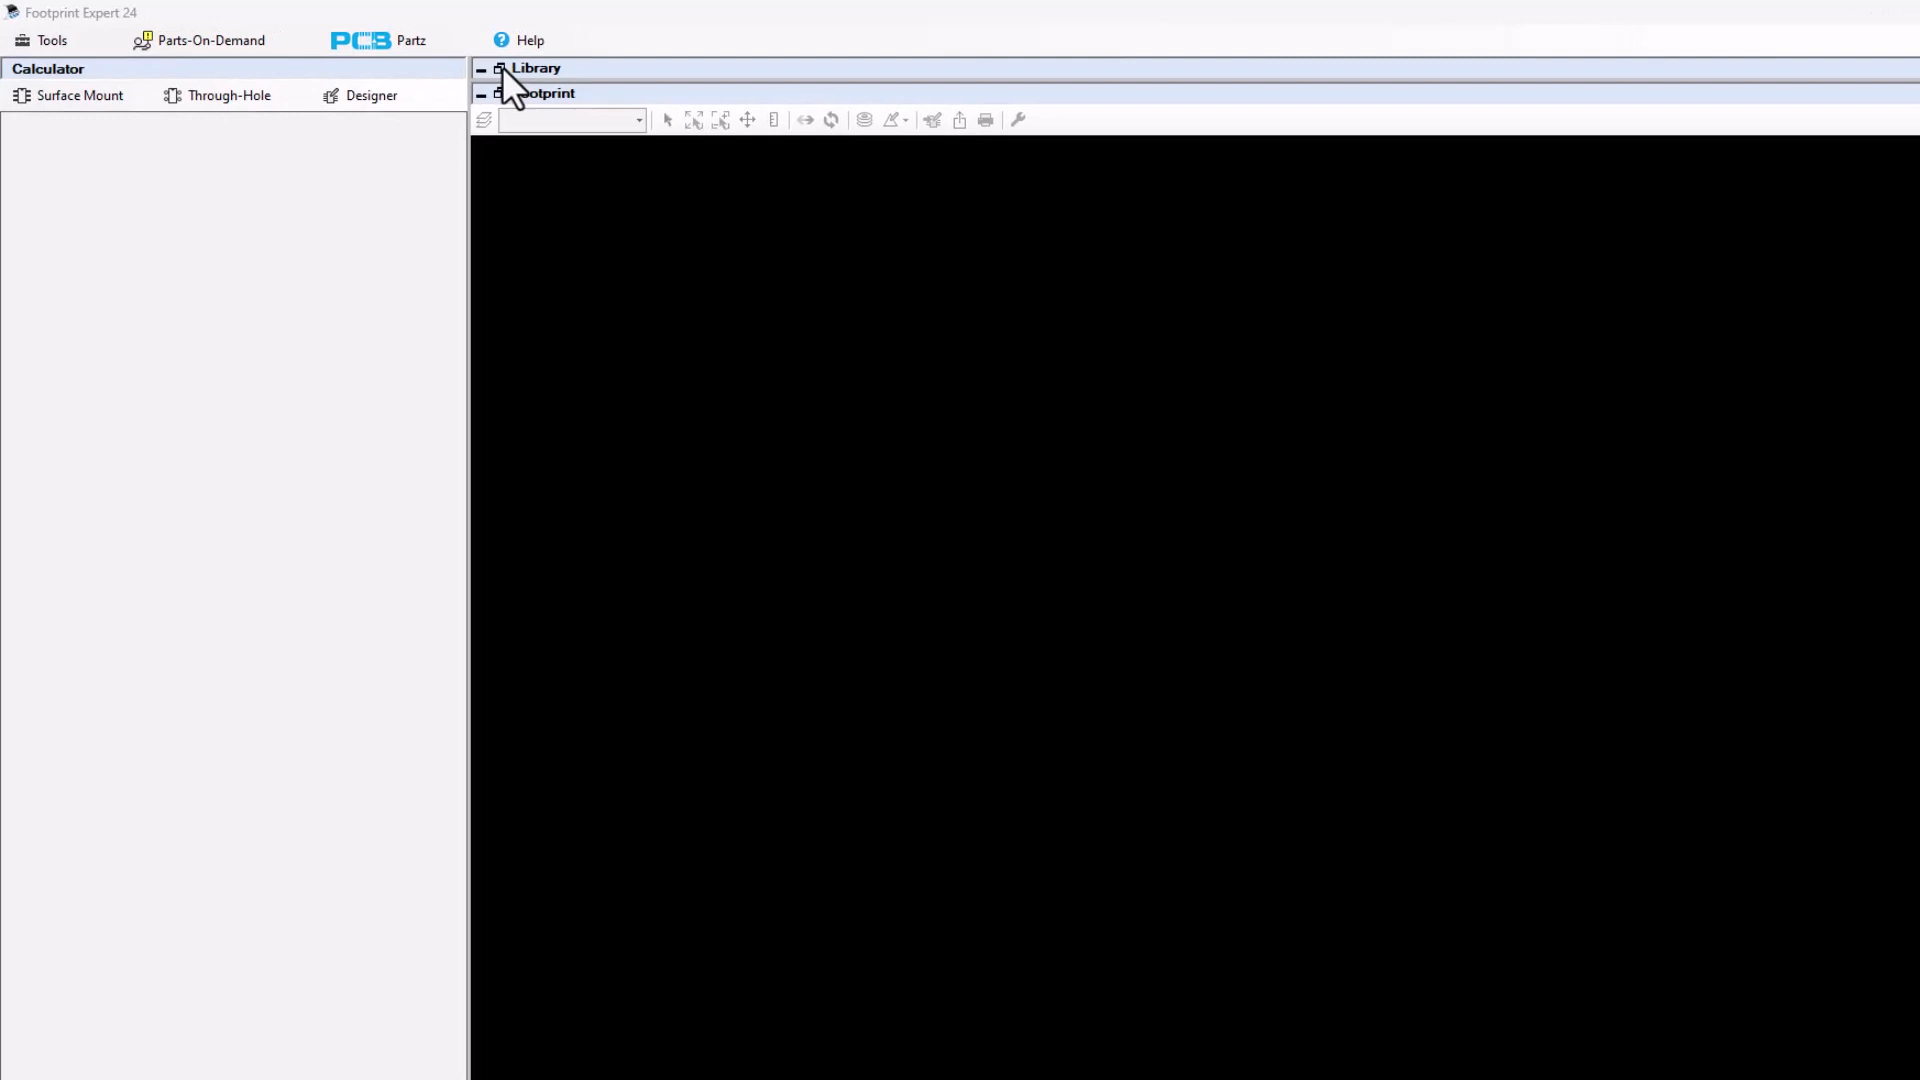 Footprint Expert 24
Tools Parts-On-Demand PCB Partz Help
Calculator
Library
Surface Mount Through-Hole Designer